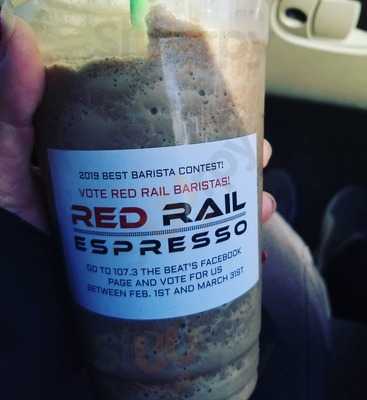 2019 BEST BARISTA CONTEST!
VOTE RED RAIL BARISTAS!
RED RAIL
ESPRESSO
GO TO 107.3 THE BEAT'S FACEBOOK
PAGE AND VOTE FOR US
BETWEEN FEB. 1ST AND MARCH 31ST